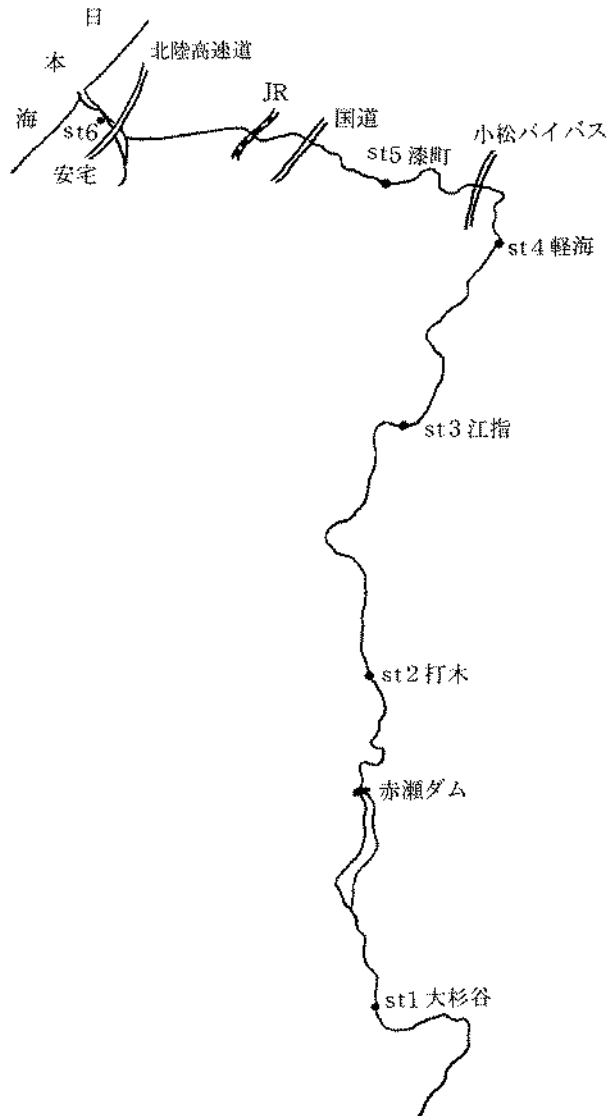 日本海
北陸高速道
JR
国道
小松バイパス
st6
安宅
st5 漆町
st4 軽海
st3 江指
st2 打木
赤瀬ダム
st1 大杉谷